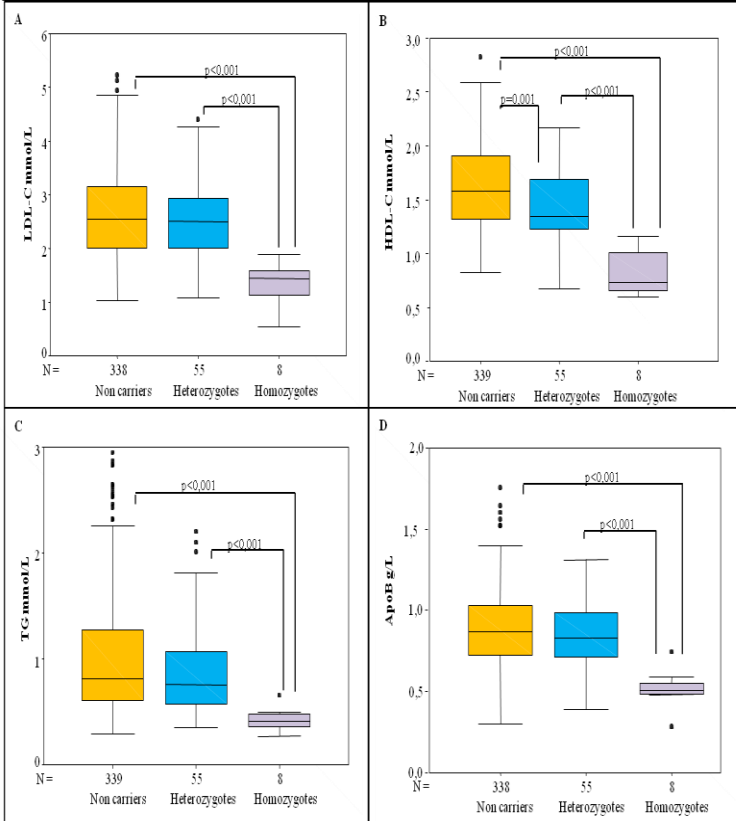 A
LDL-C mmol/L
6
5
4
3
2
1
0
p<0,001
p<0,001
N = 338 55 8
Non carriers Heterozygotes Homozygotes
B
HDL-C mmol/L
3,0
2,5
2,0
1,5
1,0
0,5
0,0
p<0,001
p=0,001
p<0,001
N = 339 55 8
Non carriers Heterozygotes Homozygotes
C
TG mmol/L
3
2
1
0
p<0,001
p<0,001
N = 339 55 8
Non carriers Heterozygotes Homozygotes
D
ApoB g/L
2,0
1,5
1,0
0,5
0,0
p<0,001
p<0,001
N = 338 55 8
Non carriers Heterozygotes Homozygotes